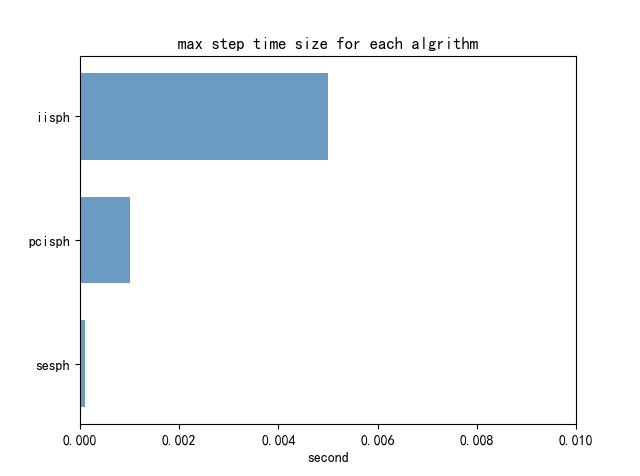 max step time size for each algrithm
iisph
pcisph
sesph
0.000 0.002 0.004 0.006 0.008 0.010
second